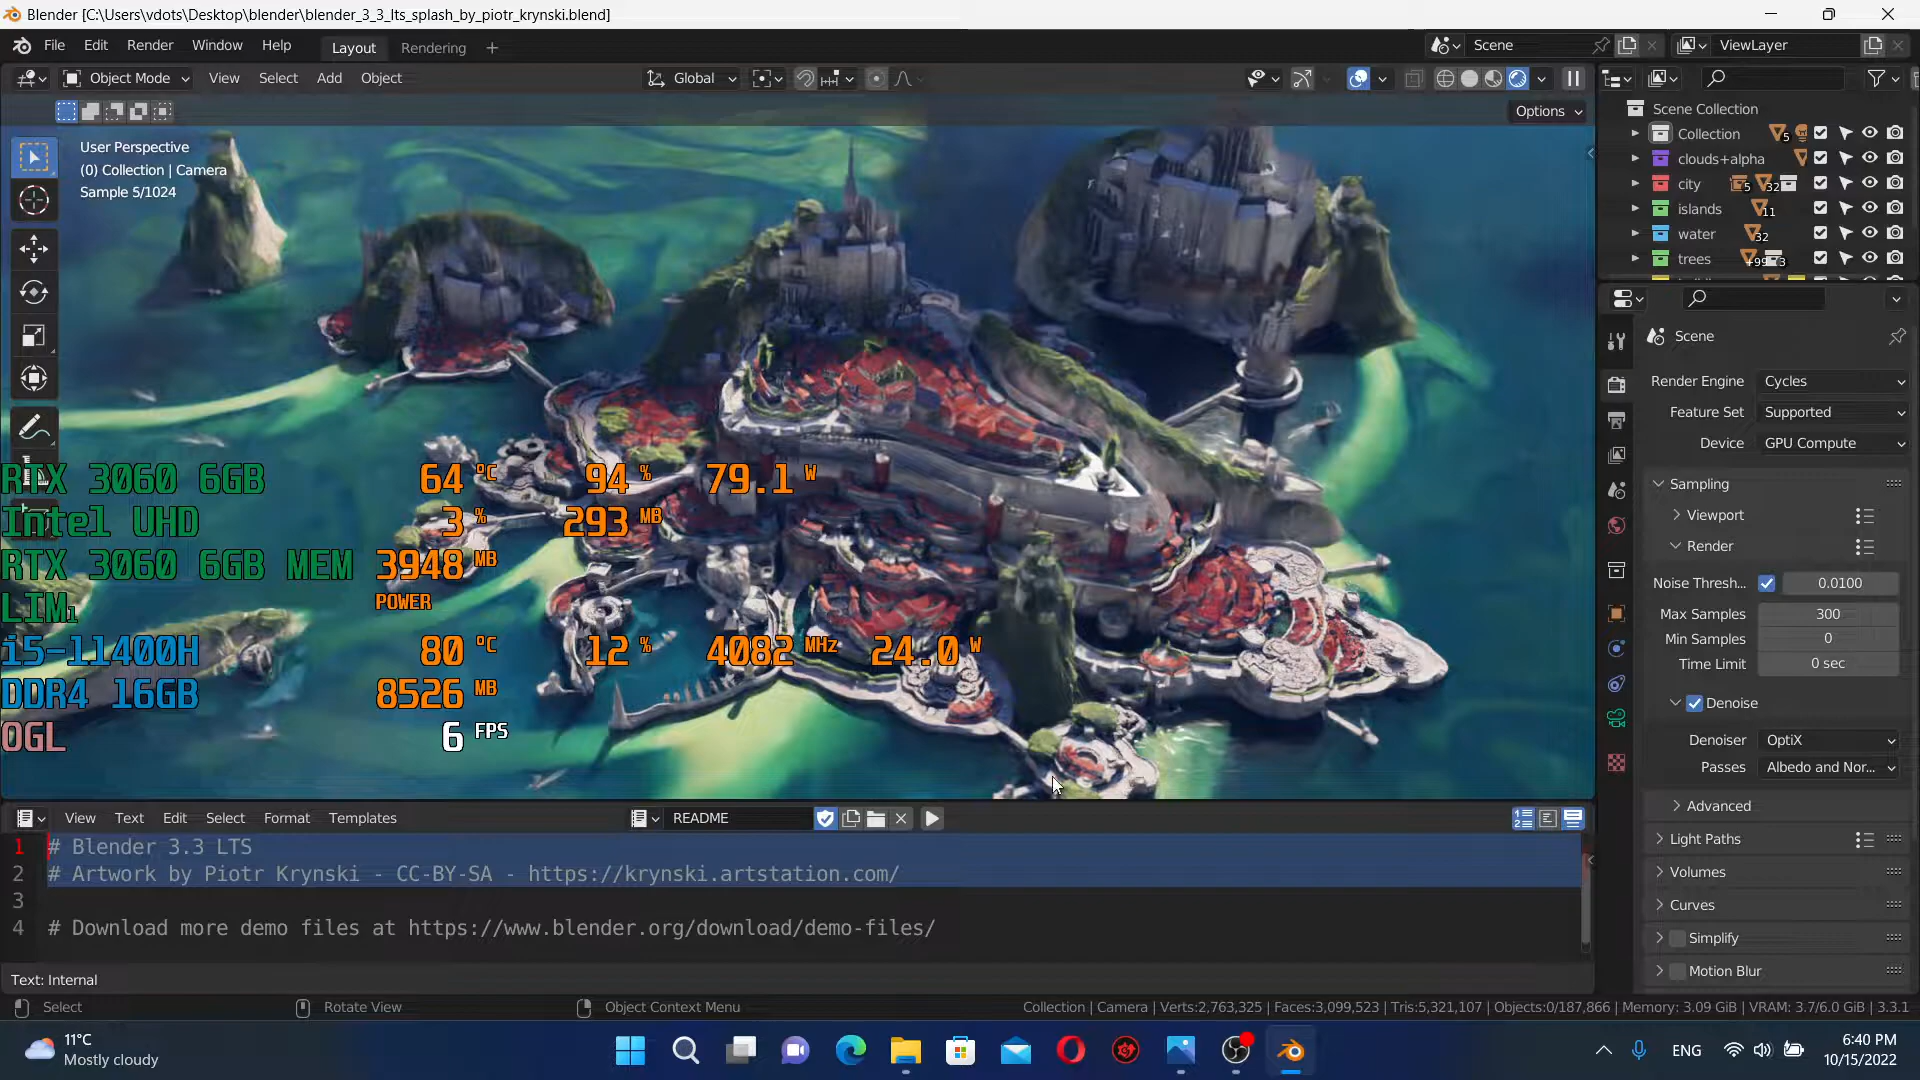 Blender [C:\Users\vdots\Desktop\blender\blender_3_3_lts_splash_by_piotr_krynski.blend]
File Edit Render Window Help Layout Rendering + Scene ViewLayer
Object Mode View Select Add Object Global
Options
User Perspective
(0) Collection | Camera
Sample 5/1024
Scene Collection
Collection 5
clouds+alpha
city 5 32
islands 11
water 32
trees +99 3
Scene
Render Engine Cycles
Feature Set Supported
Device GPU Compute
Sampling
Viewport
Render
Noise Thresh... 0.0100
Max Samples 300
Min Samples 0
Time Limit 0 sec
Denoise
Denoiser OptiX
Passes Albedo and Nor...
Advanced
Light Paths
Volumes
Curves
Simplify
Motion Blur
RTX 3060 6GB 64 °C 94 % 79.1 W
Intel UHD 3 % 293 MB
RTX 3060 6GB MEM 3948 MB
LIM1 POWER
i5-11400H 80 °C 12 % 4082 MHz 24.0 W
DDR4 16GB 8526 MB
OGL 6 FPS
View Text Edit Select Format Templates README
1 # Blender 3.3 LTS
2 # Artwork by Piotr Krynski - CC-BY-SA - https://krynski.artstation.com/
3
4 # Download more demo files at https://www.blender.org/download/demo-files/
Text: Internal
Select Rotate View Object Context Menu Collection | Camera | Verts:2,763,325 | Faces:3,099,523 | Tris:5,321,107 | Objects:0/187,866 | Memory: 3.09 GiB | VRAM: 3.7/6.0 GiB | 3.3.1
11°C
Mostly cloudy
ENG
6:40 PM
10/15/2022